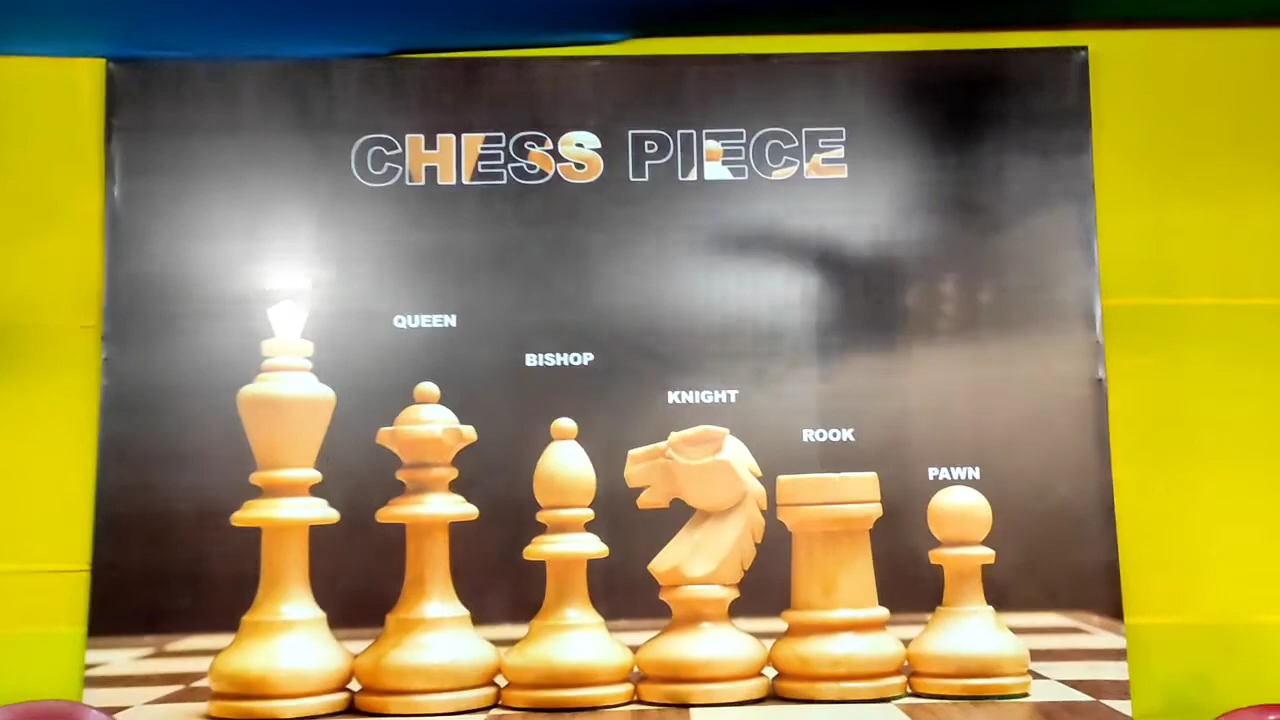 CHESS PIECE
QUEEN
BISHOP
KNIGHT
ROOK
PAWN